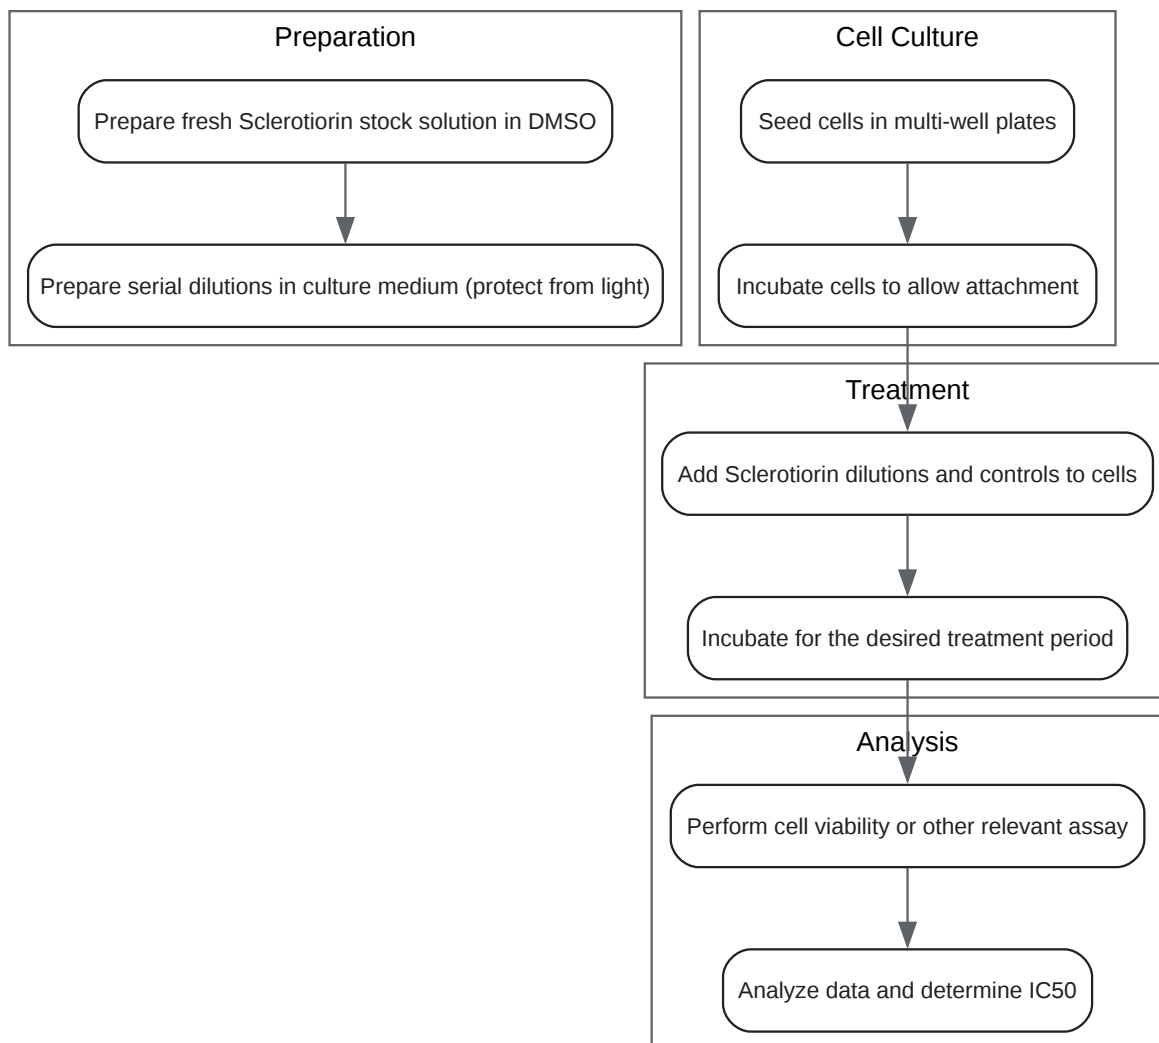 Preparation
Prepare fresh Sclerotiorin stock solution in DMSO
Prepare serial dilutions in culture medium (protect from light)
Cell Culture
Seed cells in multi-well plates
Incubate cells to allow attachment
Treatment
Add Sclerotiorin dilutions and controls to cells
Incubate for the desired treatment period
Analysis
Perform cell viability or other relevant assay
Analyze data and determine IC50